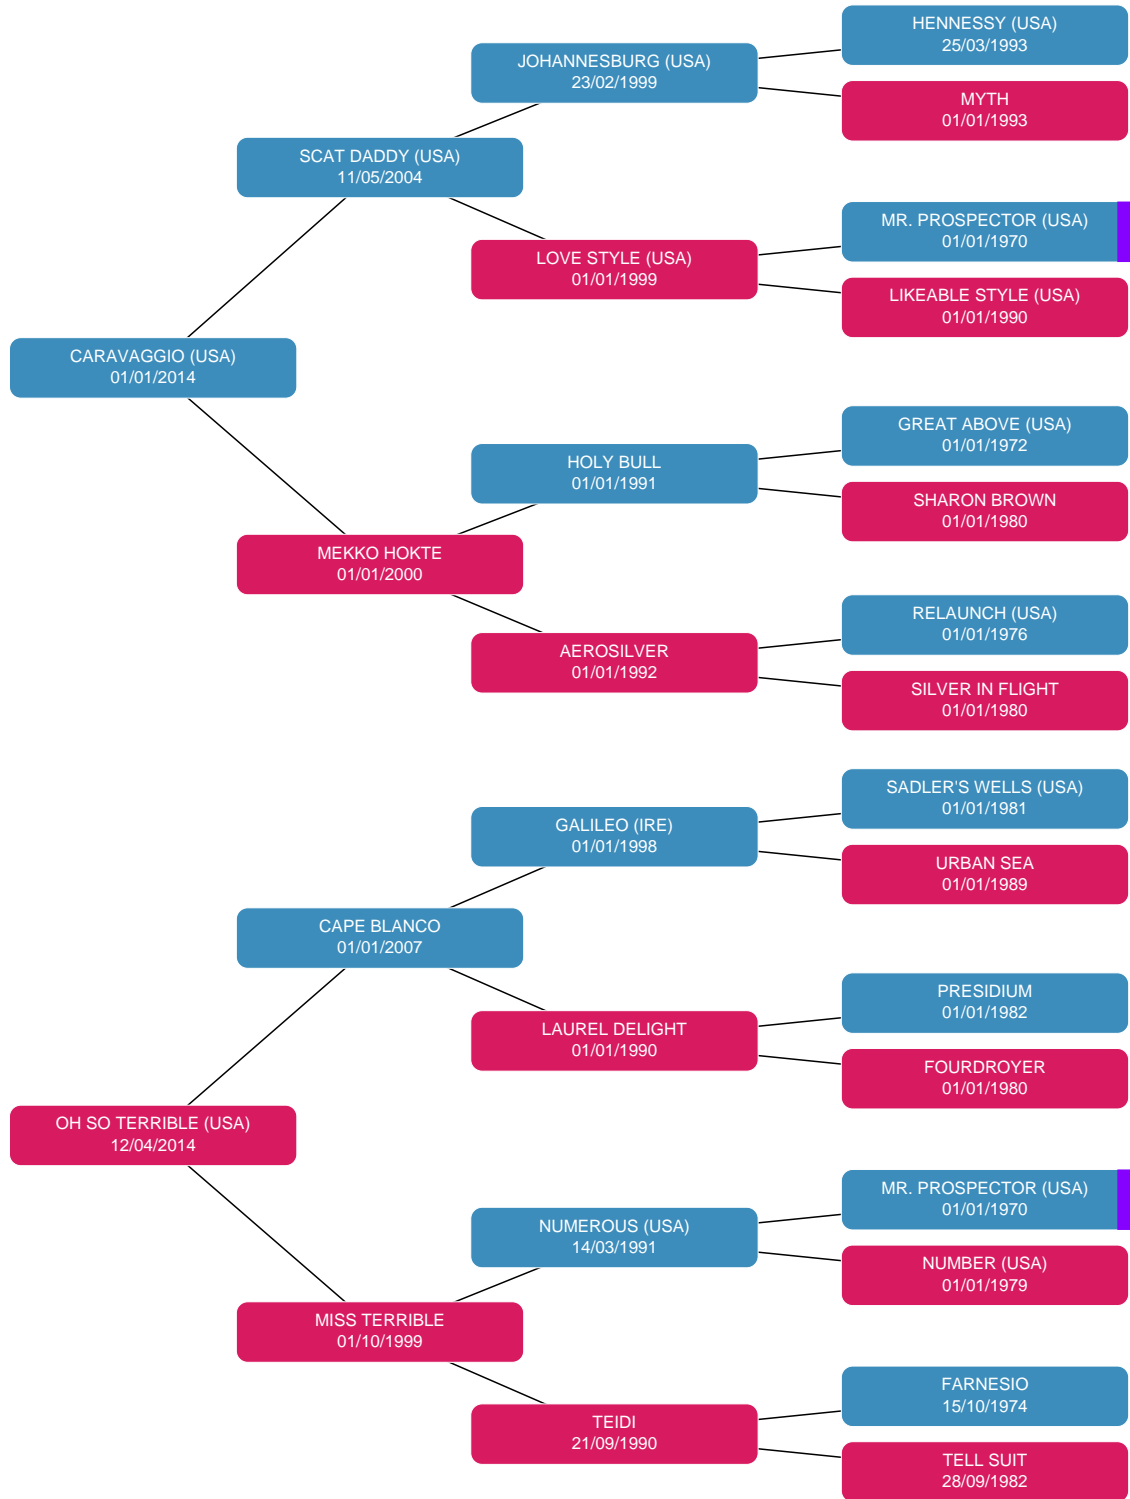 HENNESSY (USA)
25/03/1993
JOHANNESBURG (USA)
23/02/1999
MYTH
01/01/1993
SCAT DADDY (USA)
11/05/2004
MR. PROSPECTOR (USA)
01/01/1970
LOVE STYLE (USA)
01/01/1999
LIKEABLE STYLE (USA)
01/01/1990
CARAVAGGIO (USA)
01/01/2014
GREAT ABOVE (USA)
01/01/1972
HOLY BULL
01/01/1991
SHARON BROWN
01/01/1980
MEKKO HOKTE
01/01/2000
RELAUNCH (USA)
01/01/1976
AEROSILVER
01/01/1992
SILVER IN FLIGHT
01/01/1980
SADLER'S WELLS (USA)
01/01/1981
GALILEO (IRE)
01/01/1998
URBAN SEA
01/01/1989
CAPE BLANCO
01/01/2007
PRESIDIUM
01/01/1982
LAUREL DELIGHT
01/01/1990
FOURDROYER
01/01/1980
OH SO TERRIBLE (USA)
12/04/2014
MR. PROSPECTOR (USA)
01/01/1970
NUMEROUS (USA)
14/03/1991
NUMBER (USA)
01/01/1979
MISS TERRIBLE
01/10/1999
FARNESIO
15/10/1974
TEIDI
21/09/1990
TELL SUIT
28/09/1982